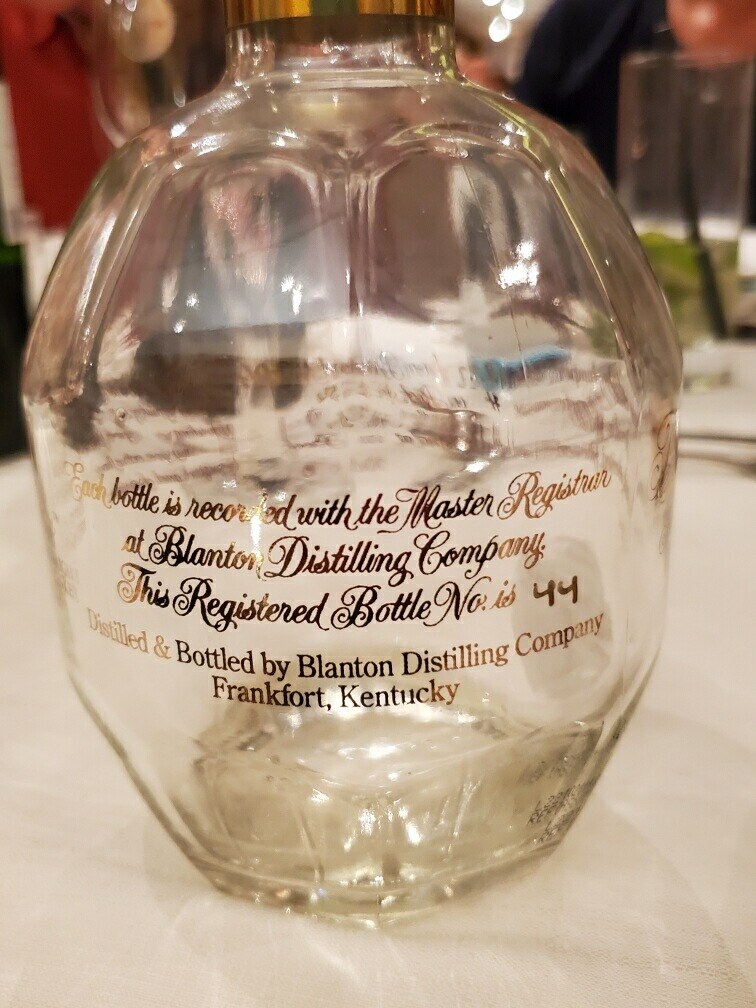 Each bottle is recorded with the Master Registrar
at Blanton Distilling Company.
This Registered Bottle No. is 44
Distilled & Bottled by Blanton Distilling Company
Frankfort, Kentucky